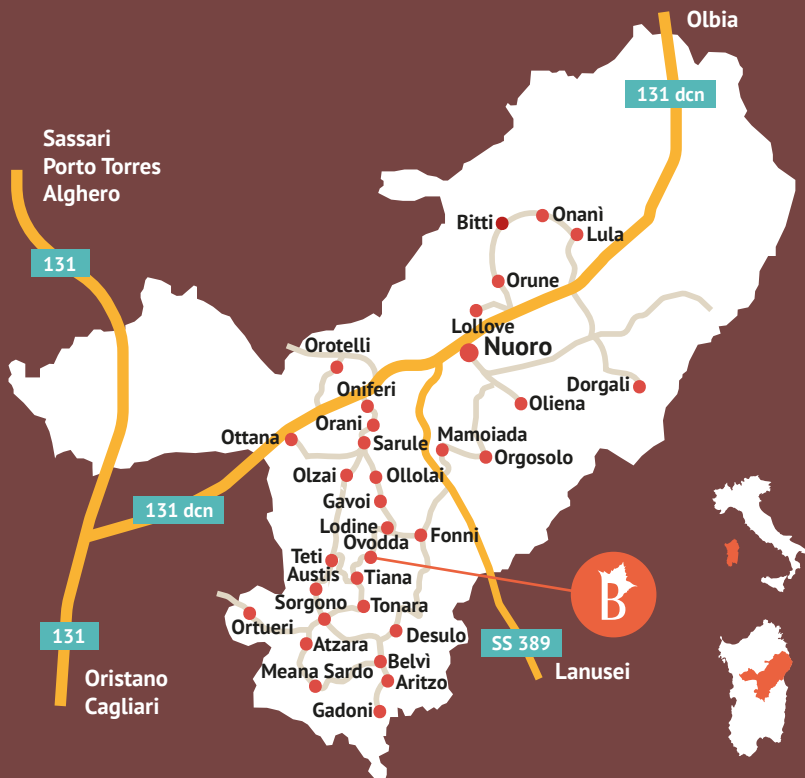 Olbia
131 dcn
Sassari
Porto Torres
Alghero
131
Bitti
Onanì
Lula
Orune
Lollove
Nuoro
Orotelli
Oniferi
Dorgali
Oliena
Orani
Ottana
Sarule
Mamoiada
Orgosolo
Olzai
Ollolai
Gavoi
131 dcn
Lodine
Fonni
Ovodda
Teti
Austis
Tiana
B
Sorgono
Tonara
Ortueri
131
Desulo
SS 389
Atzara
Belvì
Meana Sardo
Aritzo
Lanusei
Oristano
Cagliari
Gadoni